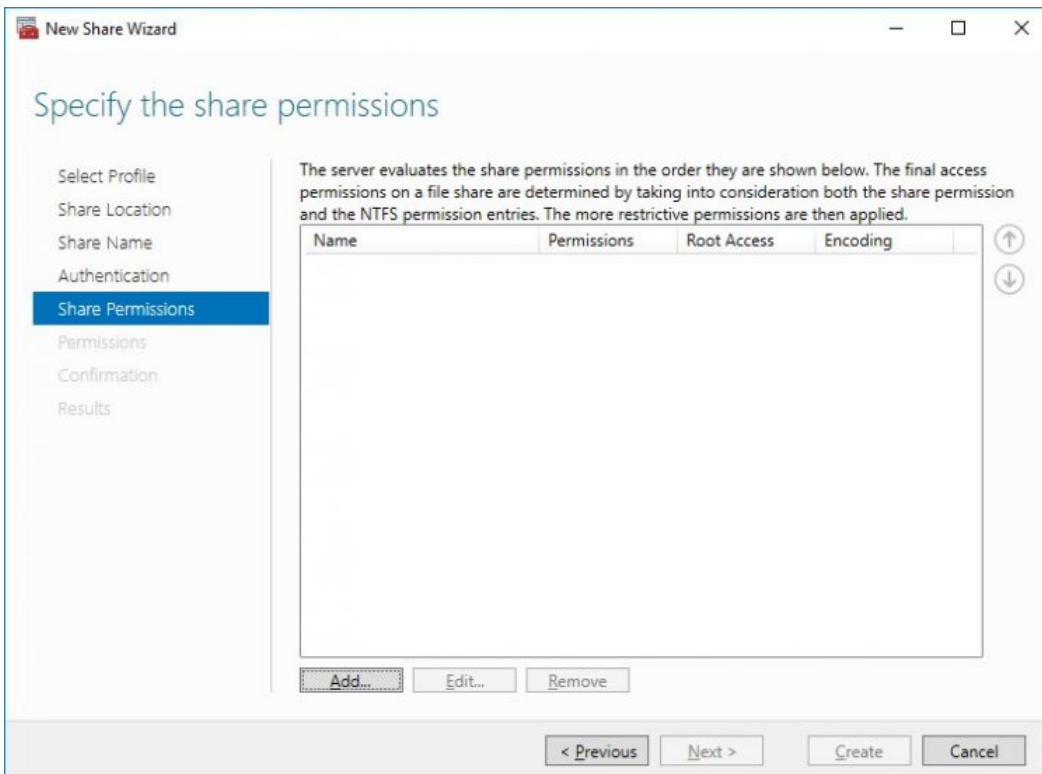 New Share Wizard
Specify the share permissions
Select Profile
Share Location
Share Name
Authentication
Share Permissions
Permissions
Confirmation
Results
The server evaluates the share permissions in the order they are shown below. The final access
permissions on a file share are determined by taking into consideration both the share permission
and the NTFS permission entries. The more restrictive permissions are then applied.
Name Permissions Root Access Encoding
Add... Edit... Remove
< Previous Next > Create Cancel